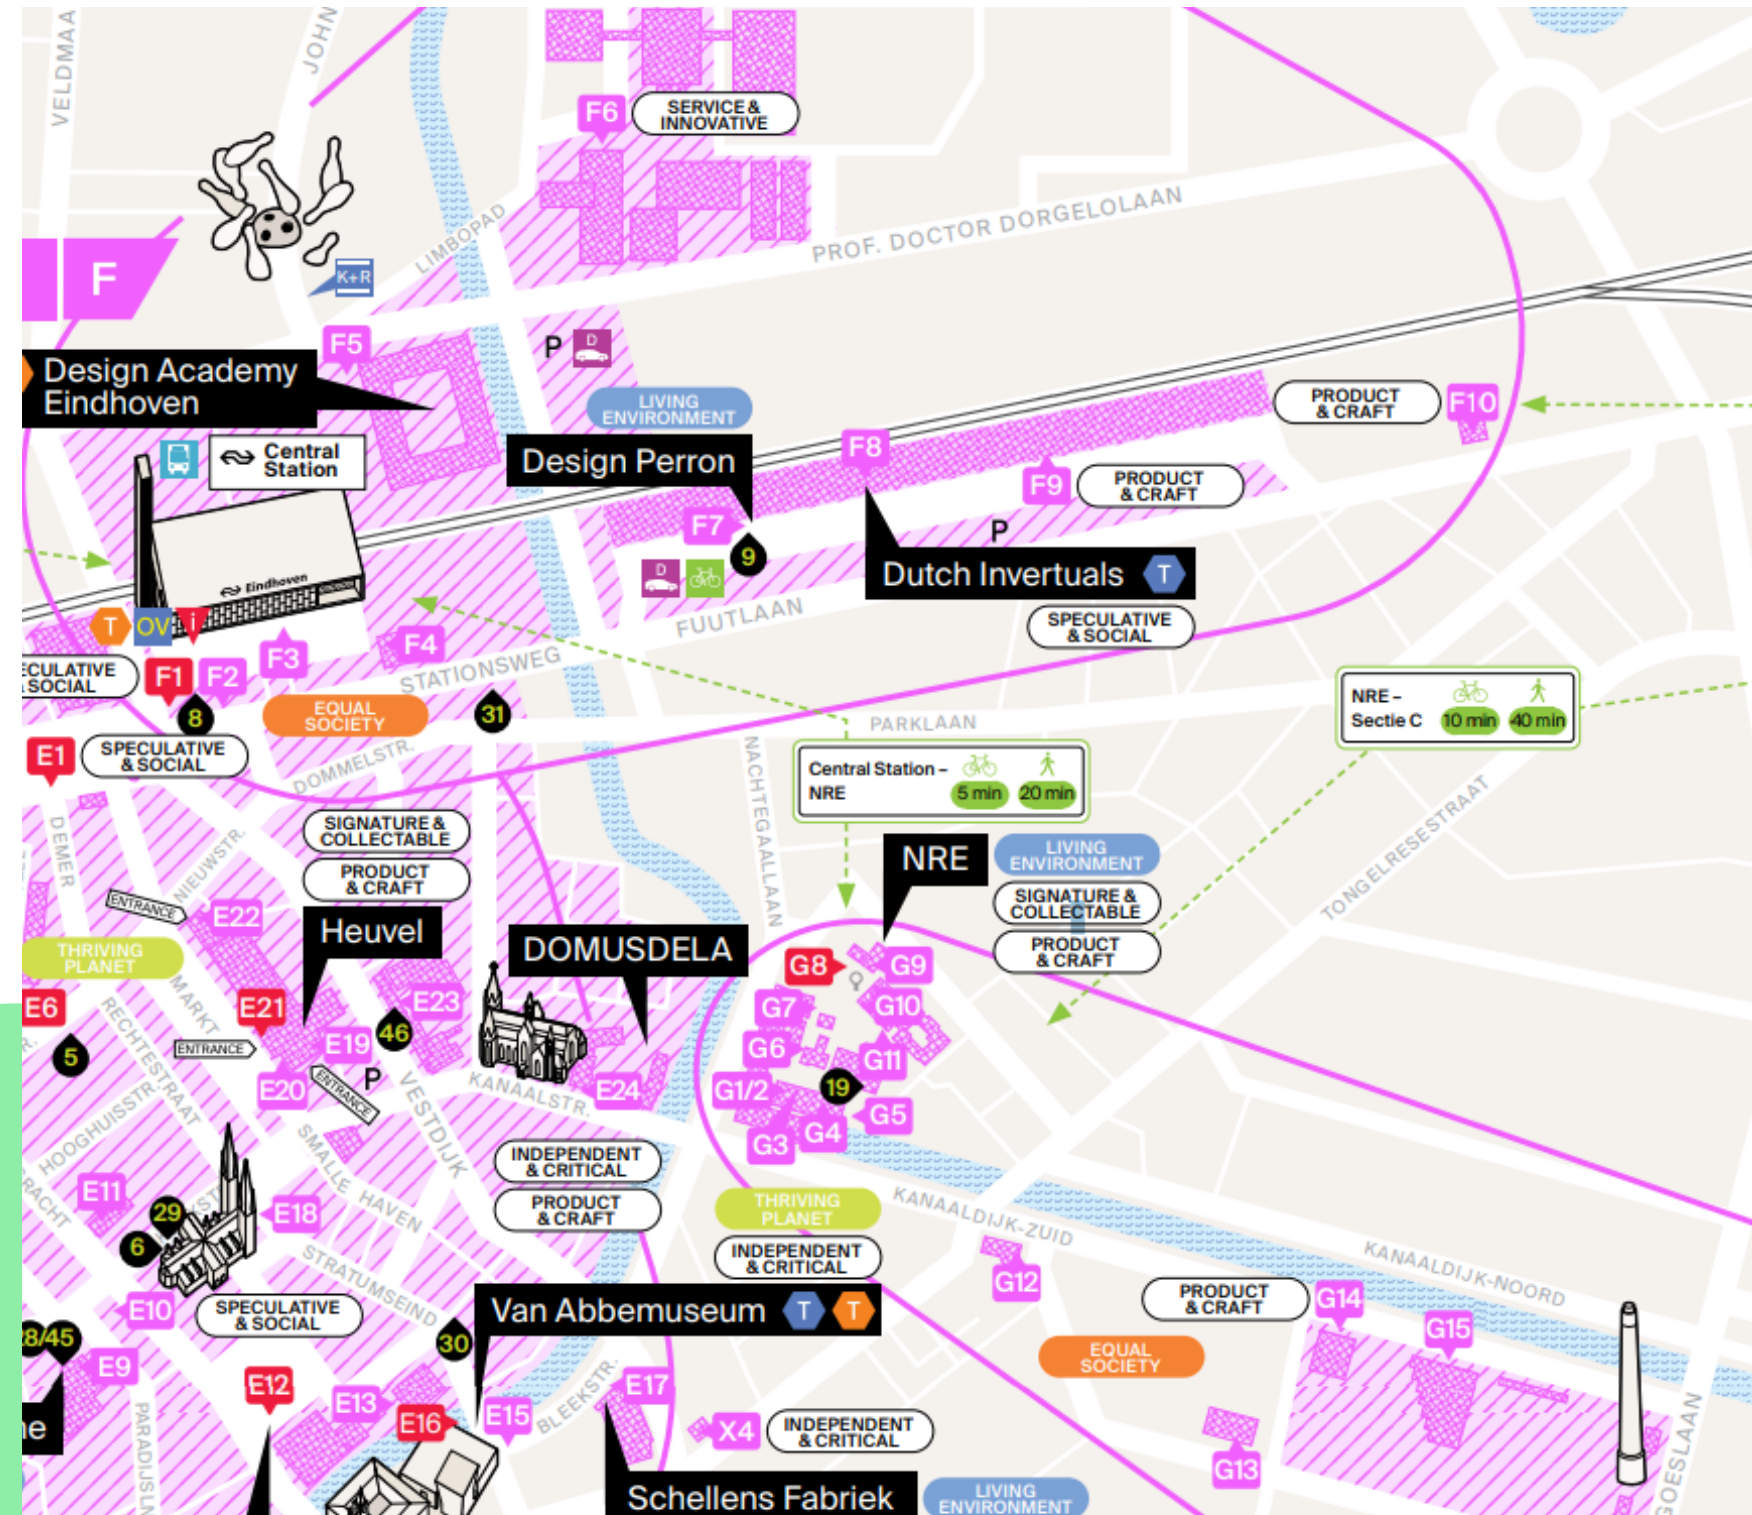 VELDMAA
JOHN
F6
SERVICE &
INNOVATIVE
LIMBOPAD
PROF. DOCTOR DORGELOLAAN
F
K+R
F5
P
D
Design Academy
Eindhoven
LIVING
ENVIRONMENT
PRODUCT
& CRAFT
F10
Central
Station
Design Perron
F8
F9
PRODUCT
& CRAFT
F7
P
9
D
Eindhoven
Dutch Invertuals
T
FUUTLAAN
SPECULATIVE
& SOCIAL
T
OV
i
F3
F4
STATIONSWEG
ECULATIVE
& SOCIAL
F1
F2
8
EQUAL
SOCIETY
31
PARKLAAN
NRE –
Sectie C
10 min
40 min
E1
SPECULATIVE
& SOCIAL
DOMMELSTR.
NACHTEGAALLAAN
Central Station –
NRE
5 min
20 min
DEMER
NIEUWSTR.
SIGNATURE &
COLLECTABLE
PRODUCT
& CRAFT
NRE
LIVING
ENVIRONMENT
SIGNATURE &
COLLECTABLE
PRODUCT
& CRAFT
TONGELRESESTRAAT
ENTRANCE
E22
Heuvel
DOMUSDELA
THRIVING
PLANET
MARKT
G8
G9
E6
E21
E23
G7
G10
RECHTESTRAAT
ENTRANCE
E19
46
G6
G11
5
E20
P
ENTRANCE
VESTDIJK
KANAALSTR.
E24
G1/2
19
G5
G3
G4
HOOGHUISSTR.
SMALLE HAVEN
INDEPENDENT
& CRITICAL
PRODUCT
& CRAFT
THRIVING
PLANET
INDEPENDENT
& CRITICAL
KANAALDIJK-ZUID
KANAALDIJK-NOORD
E11
RACHT
29
6
E18
STRATUMSEIND
G12
PRODUCT
& CRAFT
G14
G15
E10
SPECULATIVE
& SOCIAL
Van Abbemuseum
T
T
28/45
30
EQUAL
SOCIETY
E9
E12
E13
E16
E15
BLEEKSTR.
E17
X4
INDEPENDENT
& CRITICAL
G13
PARADIJSLN
GOESLAAN
Schellens Fabriek
LIVING
ENVIRONMENT